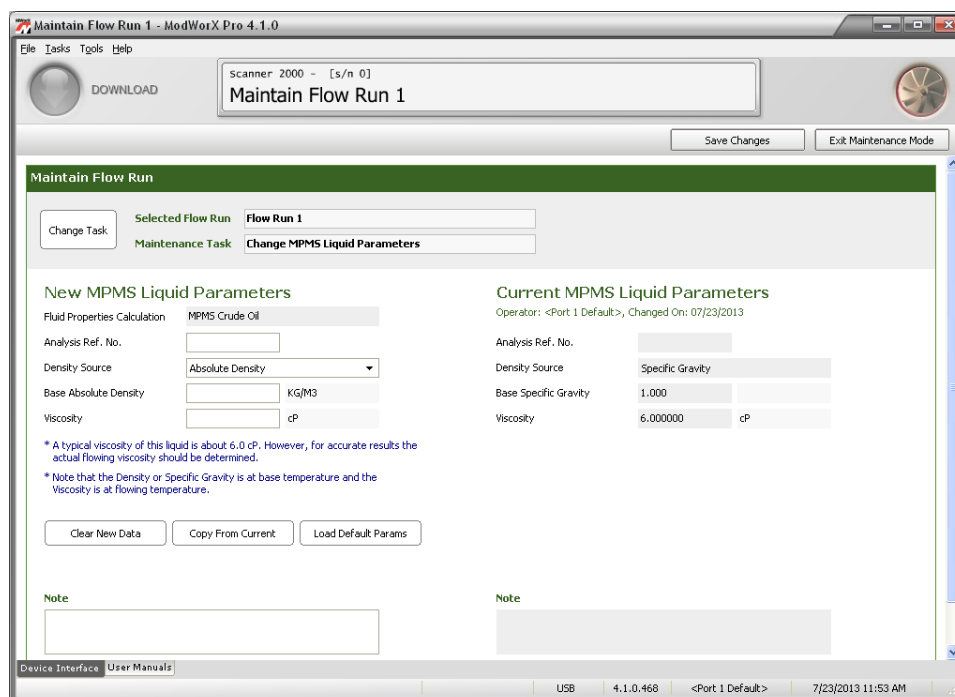 Maintain Flow Run 1 - ModWorX Pro 4.1.0
File Tasks Tools Help
DOWNLOAD
Scanner 2000 - [s/n 0]
Maintain Flow Run 1
Save Changes
Exit Maintenance Mode
Maintain Flow Run
Change Task
Selected Flow Run Flow Run 1
Maintenance Task Change MPMS Liquid Parameters
New MPMS Liquid Parameters
Fluid Properties Calculation MPMS Crude Oil
Analysis Ref. No.
Density Source Absolute Density
Base Absolute Density KG/M3
Viscosity cP
* A typical viscosity of this liquid is about 6.0 cP. However, for accurate results the
actual flowing viscosity should be determined.
* Note that the Density or Specific Gravity is at base temperature and the
Viscosity is at flowing temperature.
Clear New Data Copy From Current Load Default Params
Note
Current MPMS Liquid Parameters
Operator: <Port 1 Default>, Changed On: 07/23/2013
Analysis Ref. No.
Density Source Specific Gravity
Base Specific Gravity 1.000
Viscosity 6.000000 cP
Note
Device Interface User Manuals
USB 4.1.0.468 <Port 1 Default> 7/23/2013 11:53 AM